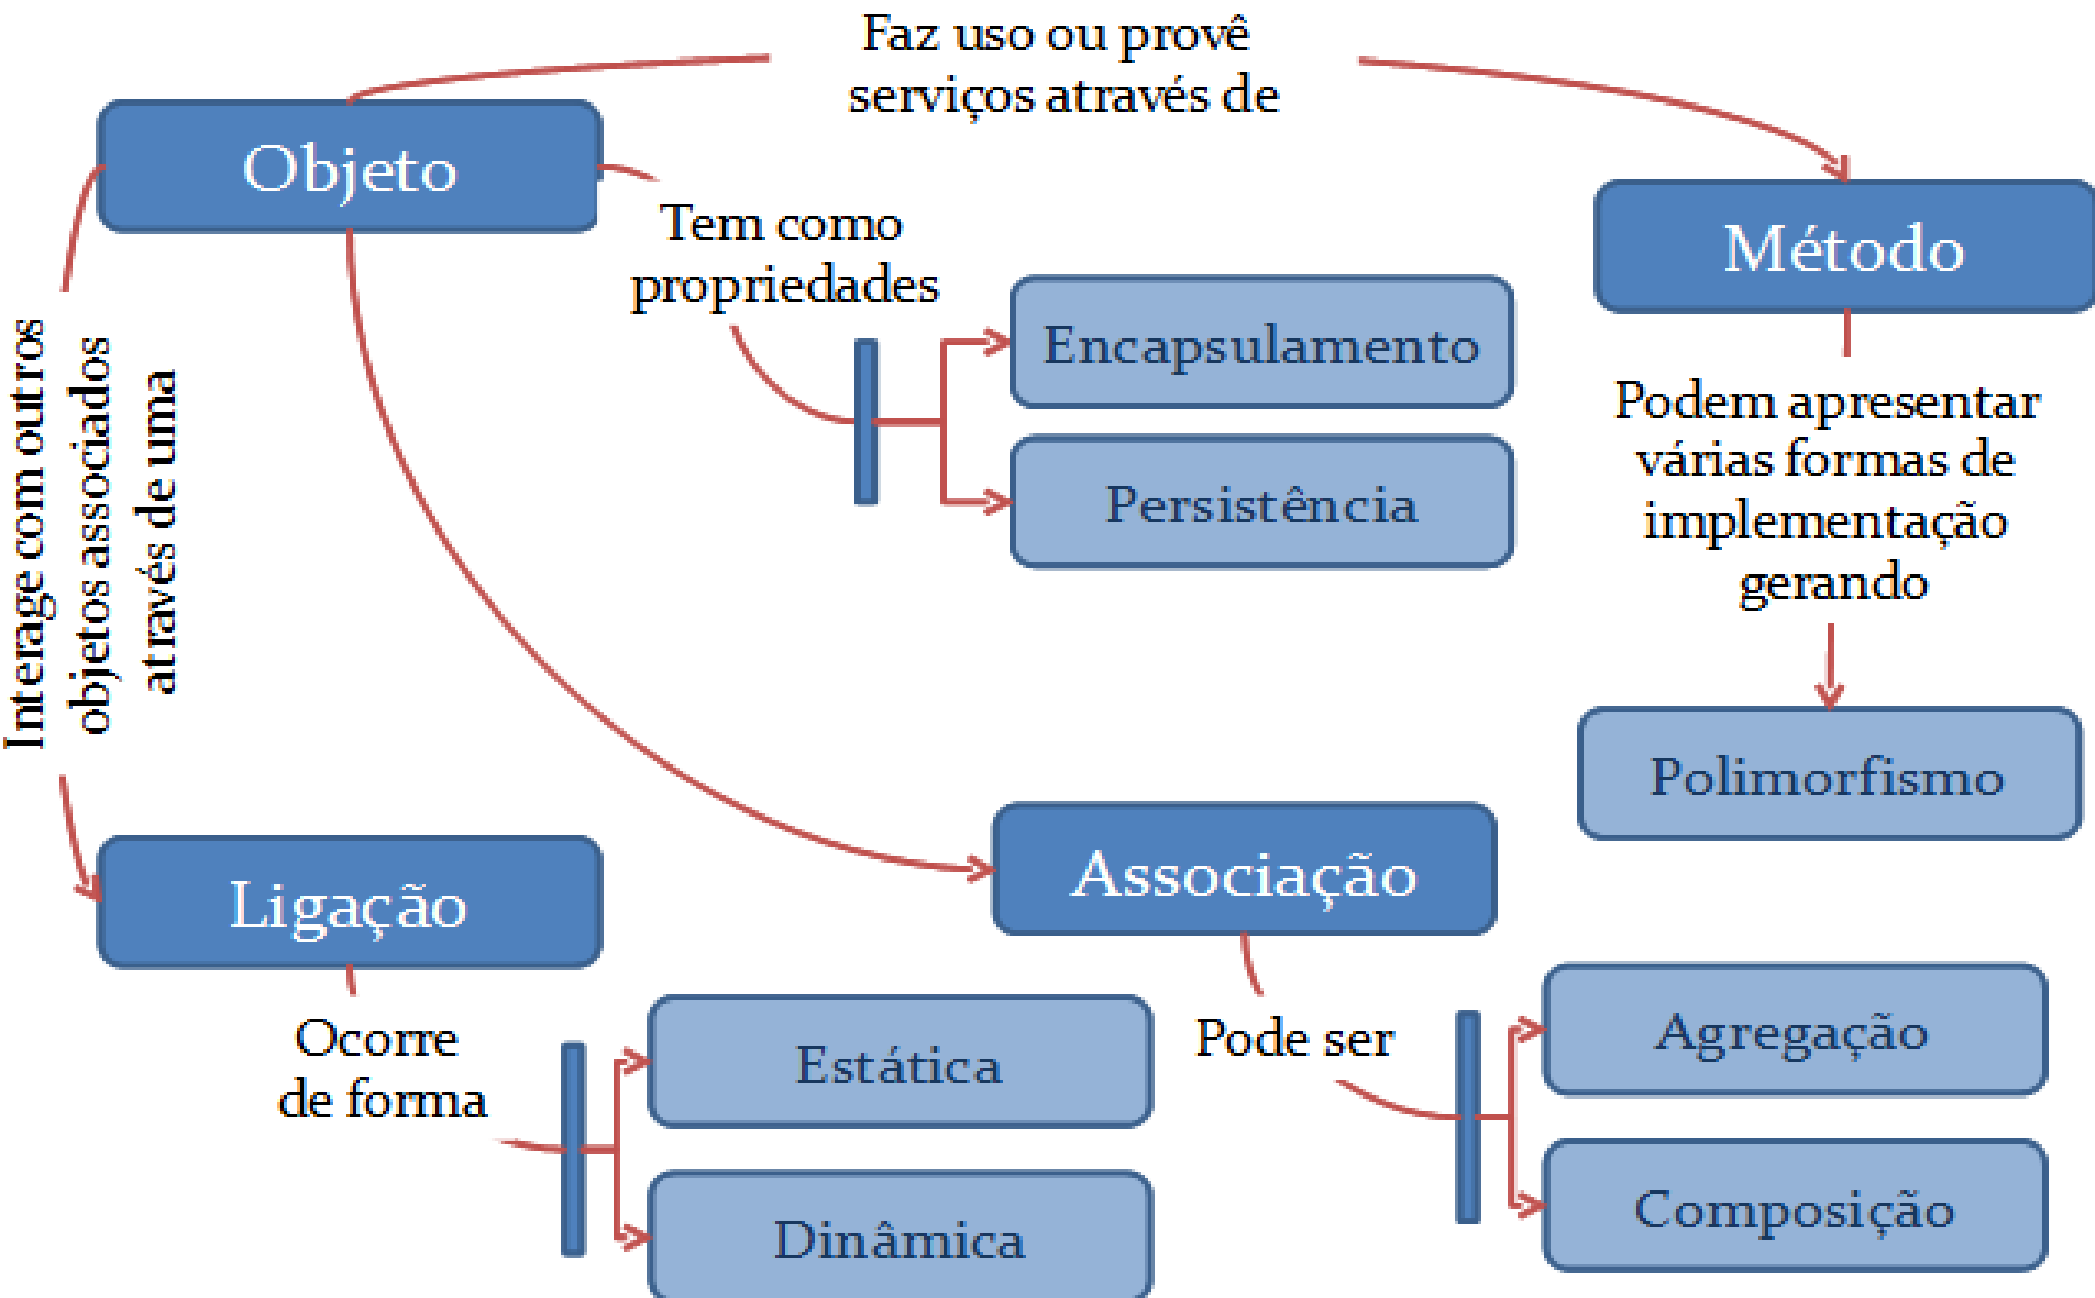 Faz uso ou provê
serviços através de
Objeto
Tem como
propriedades
Método
Encapsulamento
Persistência
Podem apresentar
várias formas de
implementação
gerando
Interage com outros
objetos associados
através de uma
Polimorfismo
Ligação
Associação
Ocorre
de forma
Estática
Dinâmica
Pode ser
Agregação
Composição